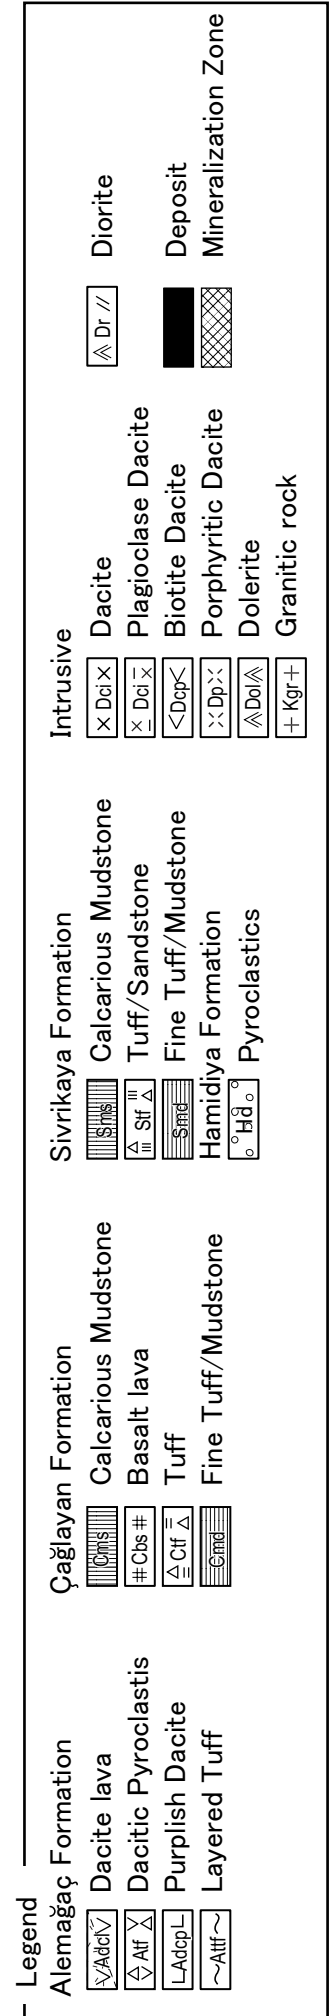 Legend
Alemağaç Formation
Adclv Dacite lava
Atf Dacitic Pyroclastis
LAdcpL Purplish Dacite
~Attf~ Layered Tuff
Çağlayan Formation
Cms Calcarious Mudstone
# Cbs # Basalt lava
Ctf Tuff
Cmd Fine Tuff/Mudstone
Sivrikaya Formation
Sms Calcarious Mudstone
Stf Tuff/Sandstone
Smd Fine Tuff/Mudstone
Hamidiya Formation
Hd Pyroclastics
Intrusive
× Dci × Dacite
× Dci × Plagioclase Dacite
<Dcp< Biotite Dacite
Dp Porphyritic Dacite
Dol Dolerite
+ Kgr + Granitic rock
Dr // Diorite
Deposit
Mineralization Zone